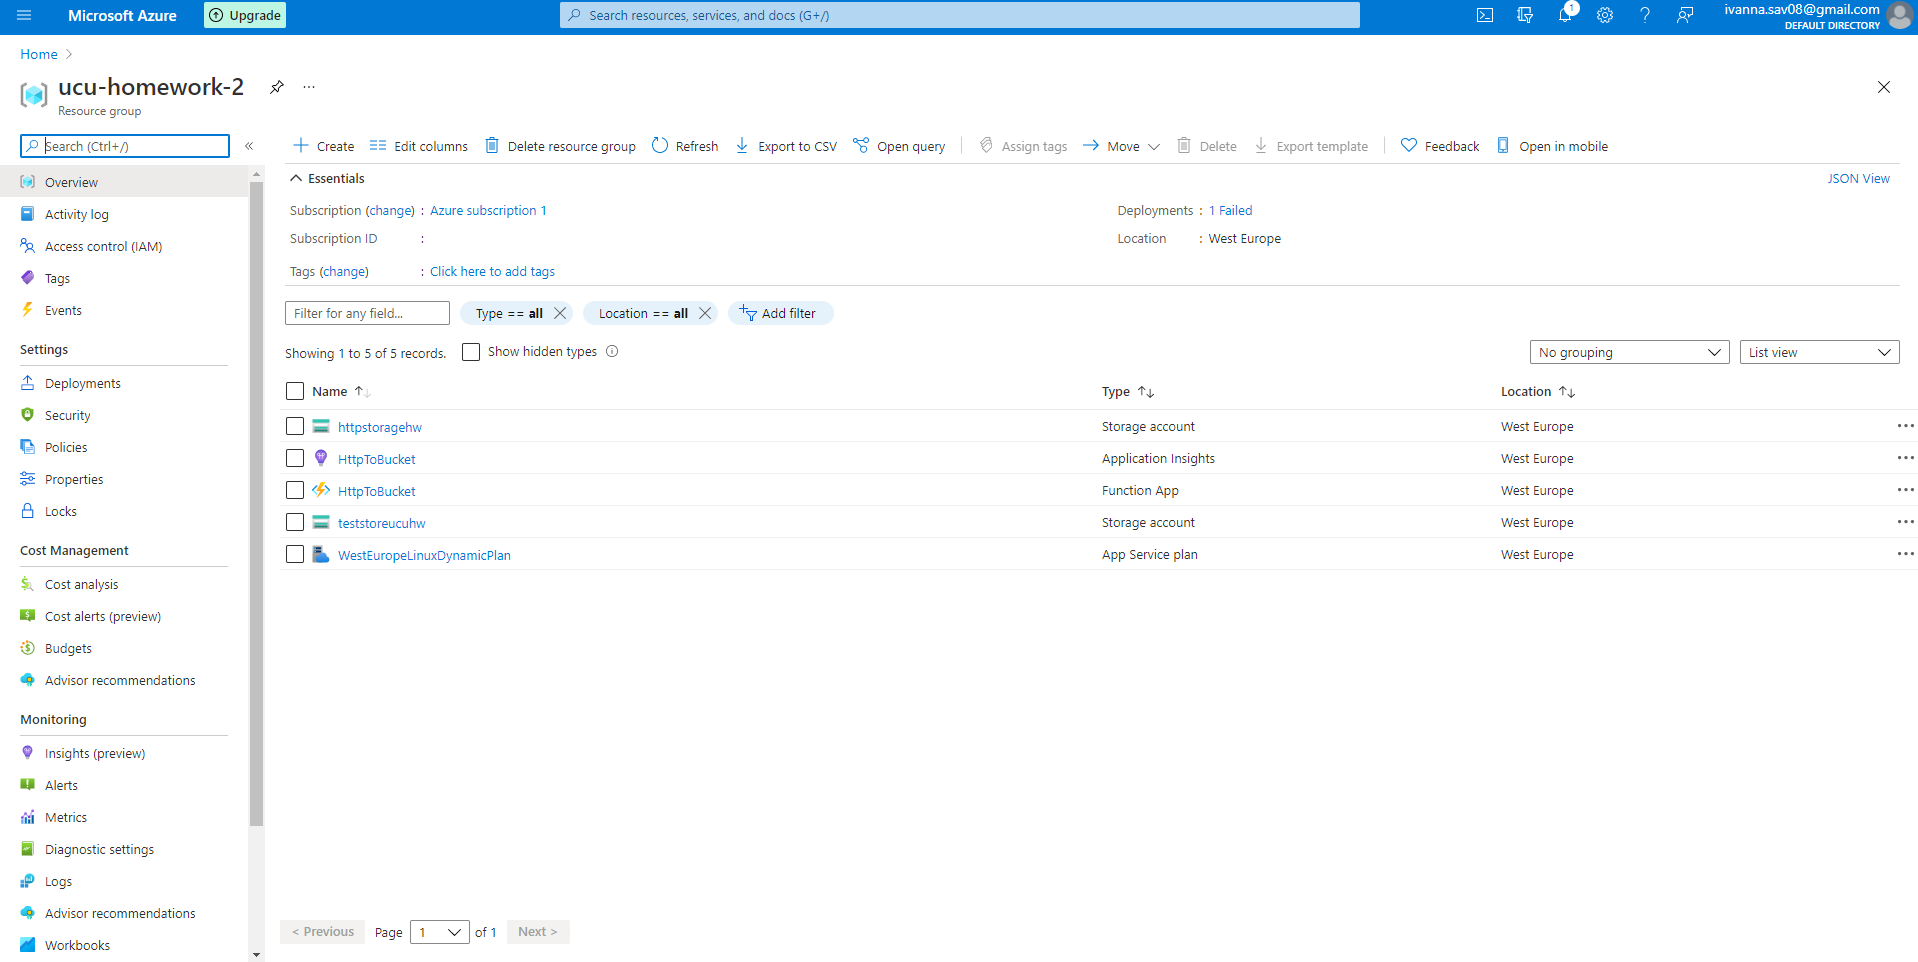 Microsoft Azure
Upgrade
Search resources, services, and docs (G+/)
1
ivanna.sav08@gmail.com
DEFAULT DIRECTORY
Home
ucu-homework-2
Resource group
Search (Ctrl+/)
«
Overview
Activity log
Access control (IAM)
Tags
Events
Settings
Deployments
Security
Policies
Properties
Locks
Cost Management
Cost analysis
Cost alerts (preview)
Budgets
Advisor recommendations
Monitoring
Insights (preview)
Alerts
Metrics
Diagnostic settings
Logs
Advisor recommendations
Workbooks
Create
Edit columns
Delete resource group
Refresh
Export to CSV
Open query
Assign tags
Move
Delete
Export template
Feedback
Open in mobile
Essentials
JSON View
Subscription (change) : Azure subscription 1
Subscription ID :
Tags (change) : Click here to add tags
Deployments : 1 Failed
Location : West Europe
Filter for any field...
Type == all
Location == all
Add filter
Showing 1 to 5 of 5 records.
Show hidden types
No grouping
List view
Name Type Location
httpstoragehw Storage account West Europe
HttpToBucket Application Insights West Europe
HttpToBucket Function App West Europe
teststoreucuhw Storage account West Europe
WestEuropeLinuxDynamicPlan App Service plan West Europe
< Previous Page 1 of 1 Next >